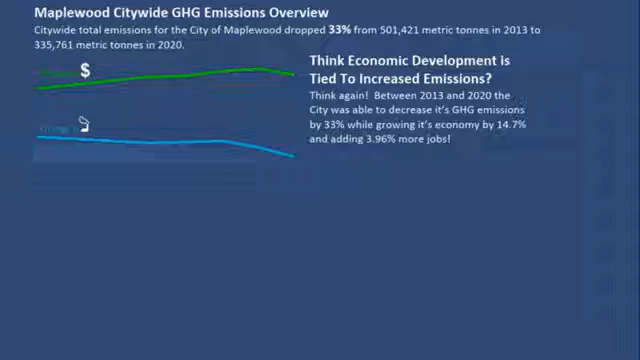 Maplewood Citywide GHG Emissions Overview
Citywide total emissions for the City of Maplewood dropped 33% from 501,421 metric tonnes in 2013 to
335,761 metric tonnes in 2020.
$
Think Economic Development is
Tied To Increased Emissions?
Think again! Between 2013 and 2020 the
City was able to decrease it's GHG emissions
by 33% while growing it's economy by 14.7%
and adding 3.96% more jobs!